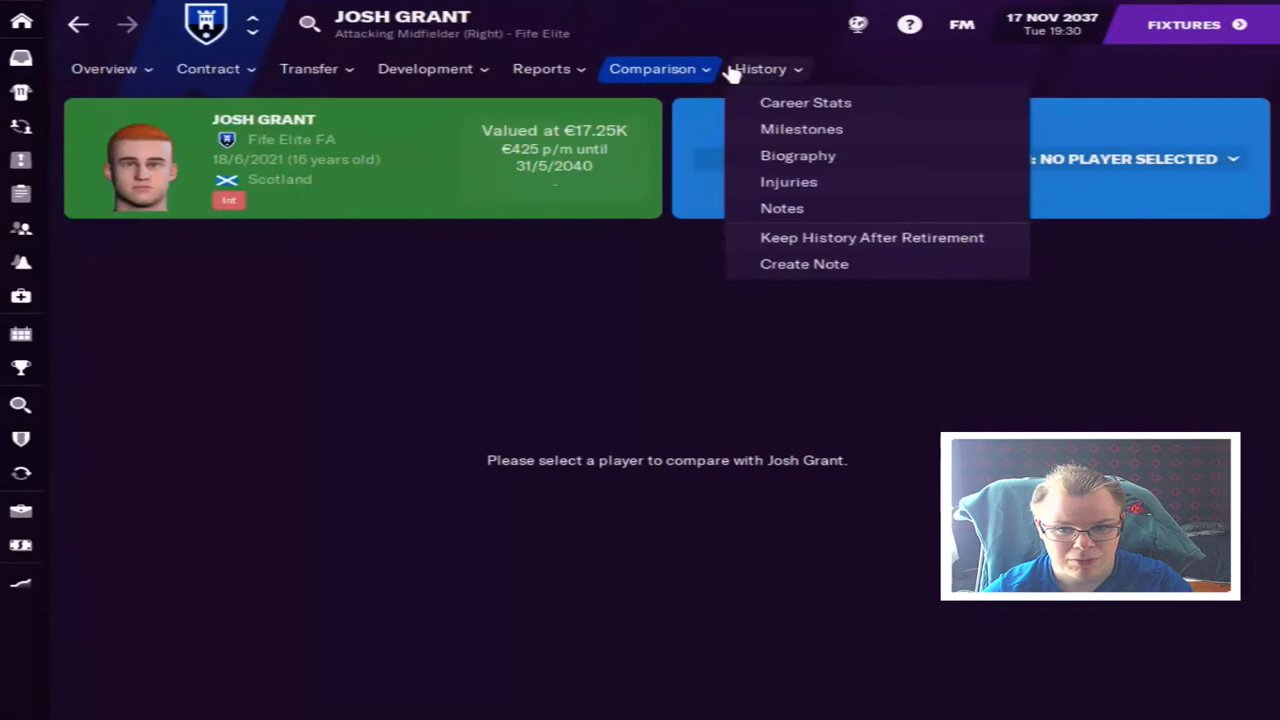 JOSH GRANT
Attacking Midfielder (Right) - Fife Elite
FM
17 NOV 2037
Tue 19:30
FIXTURES
Overview
Contract
Transfer
Development
Reports
Comparison
History
JOSH GRANT
Fife Elite FA
18/6/2021 (16 years old)
Scotland
Int
Valued at €17.25K
€425 p/m until
31/5/2040
-
Career Stats
Milestones
Biography
Injuries
Notes
Keep History After Retirement
Create Note
: NO PLAYER SELECTED
Please select a player to compare with Josh Grant.